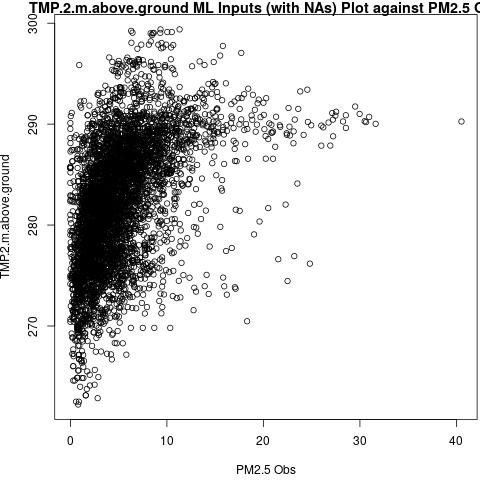 TMP.2.m.above.ground ML Inputs (with NAs) Plot against PM2.5 O
300
290
280
270
TMP.2.m.above.ground
0 10 20 30 40
PM2.5 Obs